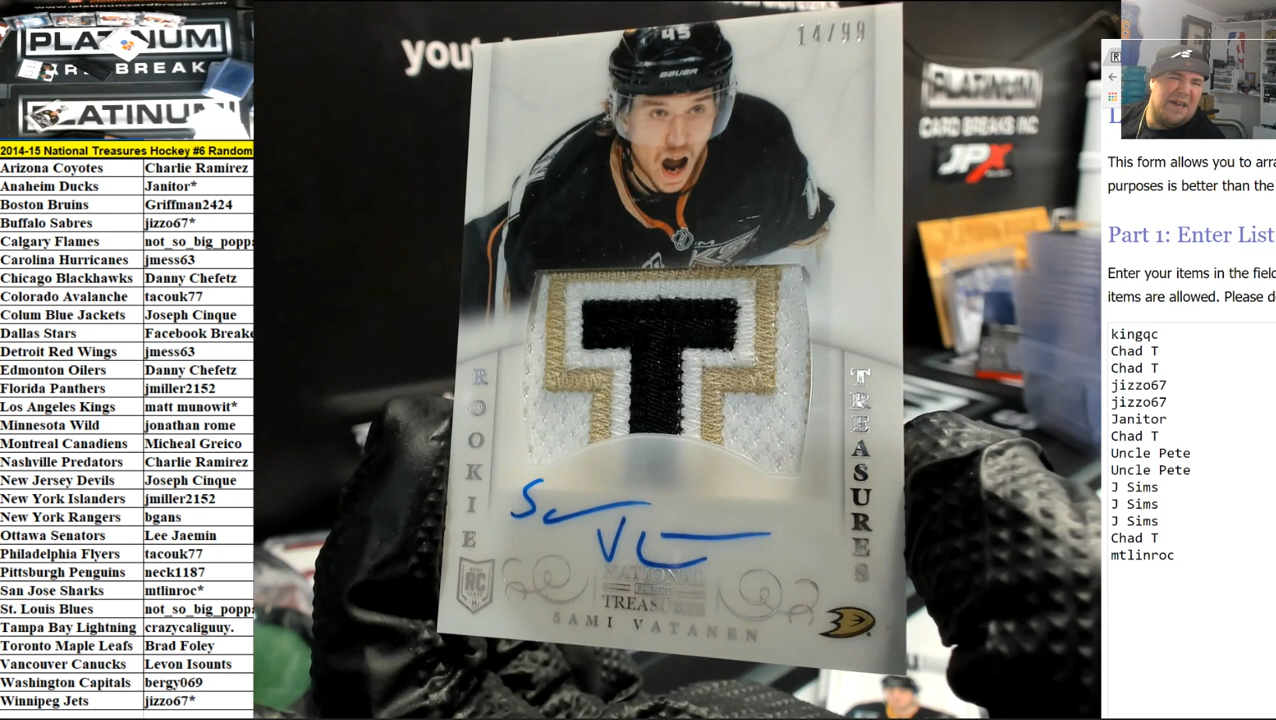 PLATINUM
CARD BREAK
PLATINUM
2014-15 National Treasures Hockey #6 Random
Arizona Coyotes Charlie Ramirez
Anaheim Ducks Janitor*
Boston Bruins Griffman2424
Buffalo Sabres jizzo67*
Calgary Flames not_so_big_popp
Carolina Hurricanes jmess63
Chicago Blackhawks Danny Chefetz
Colorado Avalanche tacouk77
Colum Blue Jackets Joseph Cinque
Dallas Stars Facebook Breake
Detroit Red Wings jmess63
Edmonton Oilers Danny Chefetz
Florida Panthers jmiller2152
Los Angeles Kings matt munowit*
Minnesota Wild jonathan rome
Montreal Canadiens Micheal Greico
Nashville Predators Charlie Ramirez
New Jersey Devils Joseph Cinque
New York Islanders jmiller2152
New York Rangers bgans
Ottawa Senators Lee Jaemin
Philadelphia Flyers tacouk77
Pittsburgh Penguins neck1187
San Jose Sharks mtlinroc*
St. Louis Blues not_so_big_popp
Tampa Bay Lightning crazycaliguuy.
Toronto Maple Leafs Brad Foley
Vancouver Canucks Levon Isounts
Washington Capitals bergy069
Winnipeg Jets jizzo67*
yout
14/99
45
BAUER
T
ROOKIE
TREASURES
RC
NATIONAL
TREASURES
SAMI VATANEN
PLATINUM
CARD BREAKS INC
JPX
This form allows you to arra
purposes is better than the
Part 1: Enter List
Enter your items in the field
items are allowed. Please d
kingqc
Chad T
Chad T
jizzo67
jizzo67
Janitor
Chad T
Uncle Pete
Uncle Pete
J Sims
J Sims
J Sims
Chad T
mtlinroc